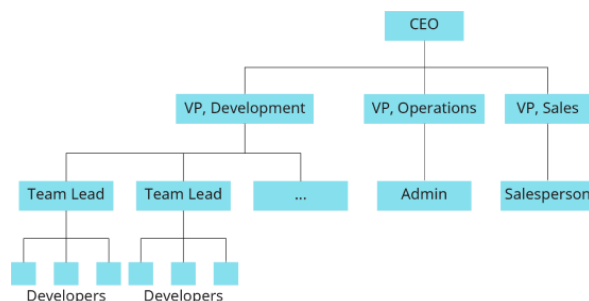 CEO
VP, Development
VP, Operations
VP, Sales
Team Lead
Team Lead
...
Admin
Salesperson
Developers
Developers